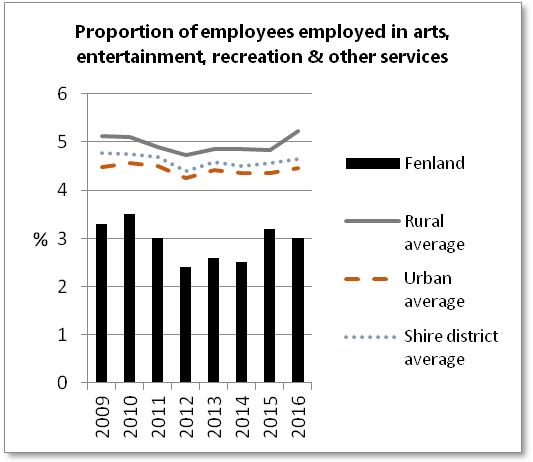 Proportion of employees employed in arts,
entertainment, recreation & other services
6
5
4
3
2
1
0
%
2009
2010
2011
2012
2013
2014
2015
2016
Fenland
Rural
average
Urban
average
Shire district
average